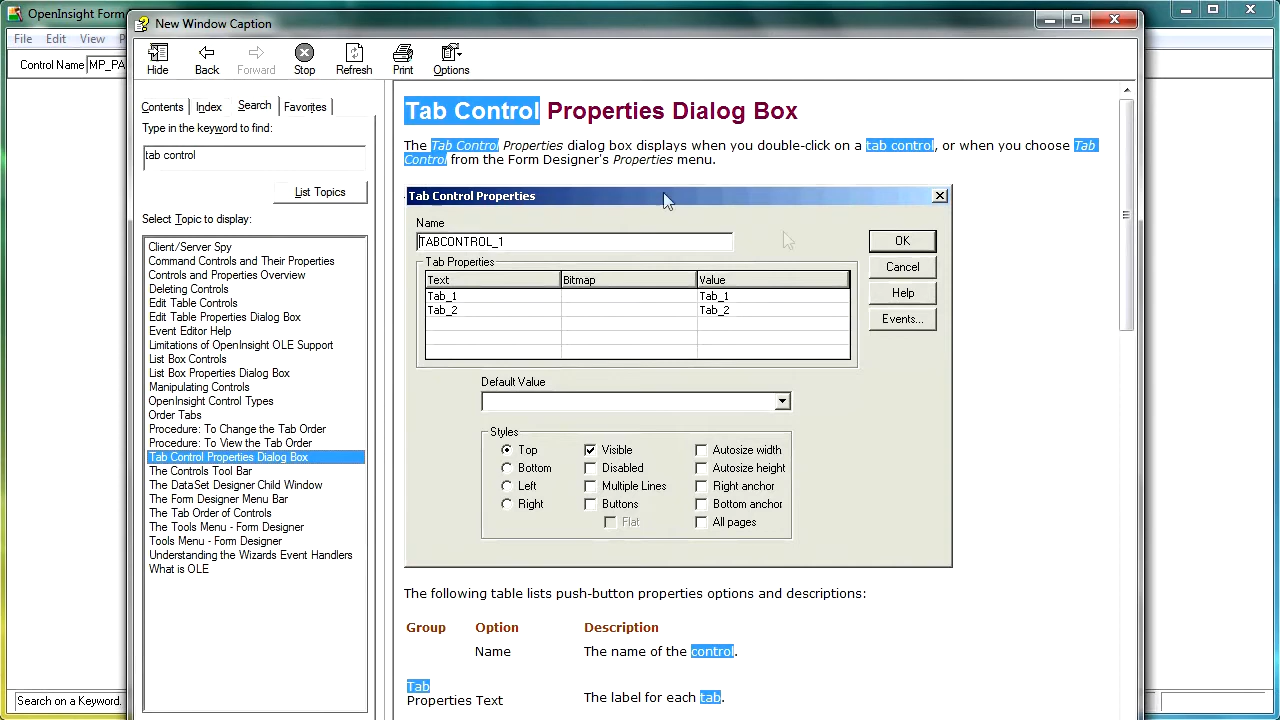 OpenInsight Form
New Window Caption
File Edit View
Control Name MP_PA
Hide Back Forward Stop Refresh Print Options
Contents Index Search Favorites
Type in the keyword to find:
tab control
List Topics
Select Topic to display:
Client/Server Spy
Command Controls and Their Properties
Controls and Properties Overview
Deleting Controls
Edit Table Controls
Edit Table Properties Dialog Box
Event Editor Help
Limitations of OpenInsight OLE Support
List Box Controls
List Box Properties Dialog Box
Manipulating Controls
OpenInsight Control Types
Order Tabs
Procedure: To Change the Tab Order
Procedure: To View the Tab Order
Tab Control Properties Dialog Box
The Controls Tool Bar
The DataSet Designer Child Window
The Form Designer Menu Bar
The Tab Order of Controls
The Tools Menu - Form Designer
Tools Menu - Form Designer
Understanding the Wizards Event Handlers
What is OLE
Search on a Keyword.
Tab Control Properties Dialog Box
The Tab Control Properties dialog box displays when you double-click on a tab control, or when you choose Tab
Control from the Form Designer's Properties menu.
Tab Control Properties
Name
TABCONTROL_1
OK
Cancel
Help
Events...
Tab Properties
Text Bitmap Value
Tab_1 Tab_1
Tab_2 Tab_2
Default Value
Styles
Top Visible Autosize width
Bottom Disabled Autosize height
Left Multiple Lines Right anchor
Right Buttons Bottom anchor
Flat All pages
The following table lists push-button properties options and descriptions:
Group Option Description
Name The name of the control.
Tab
Properties Text The label for each tab.